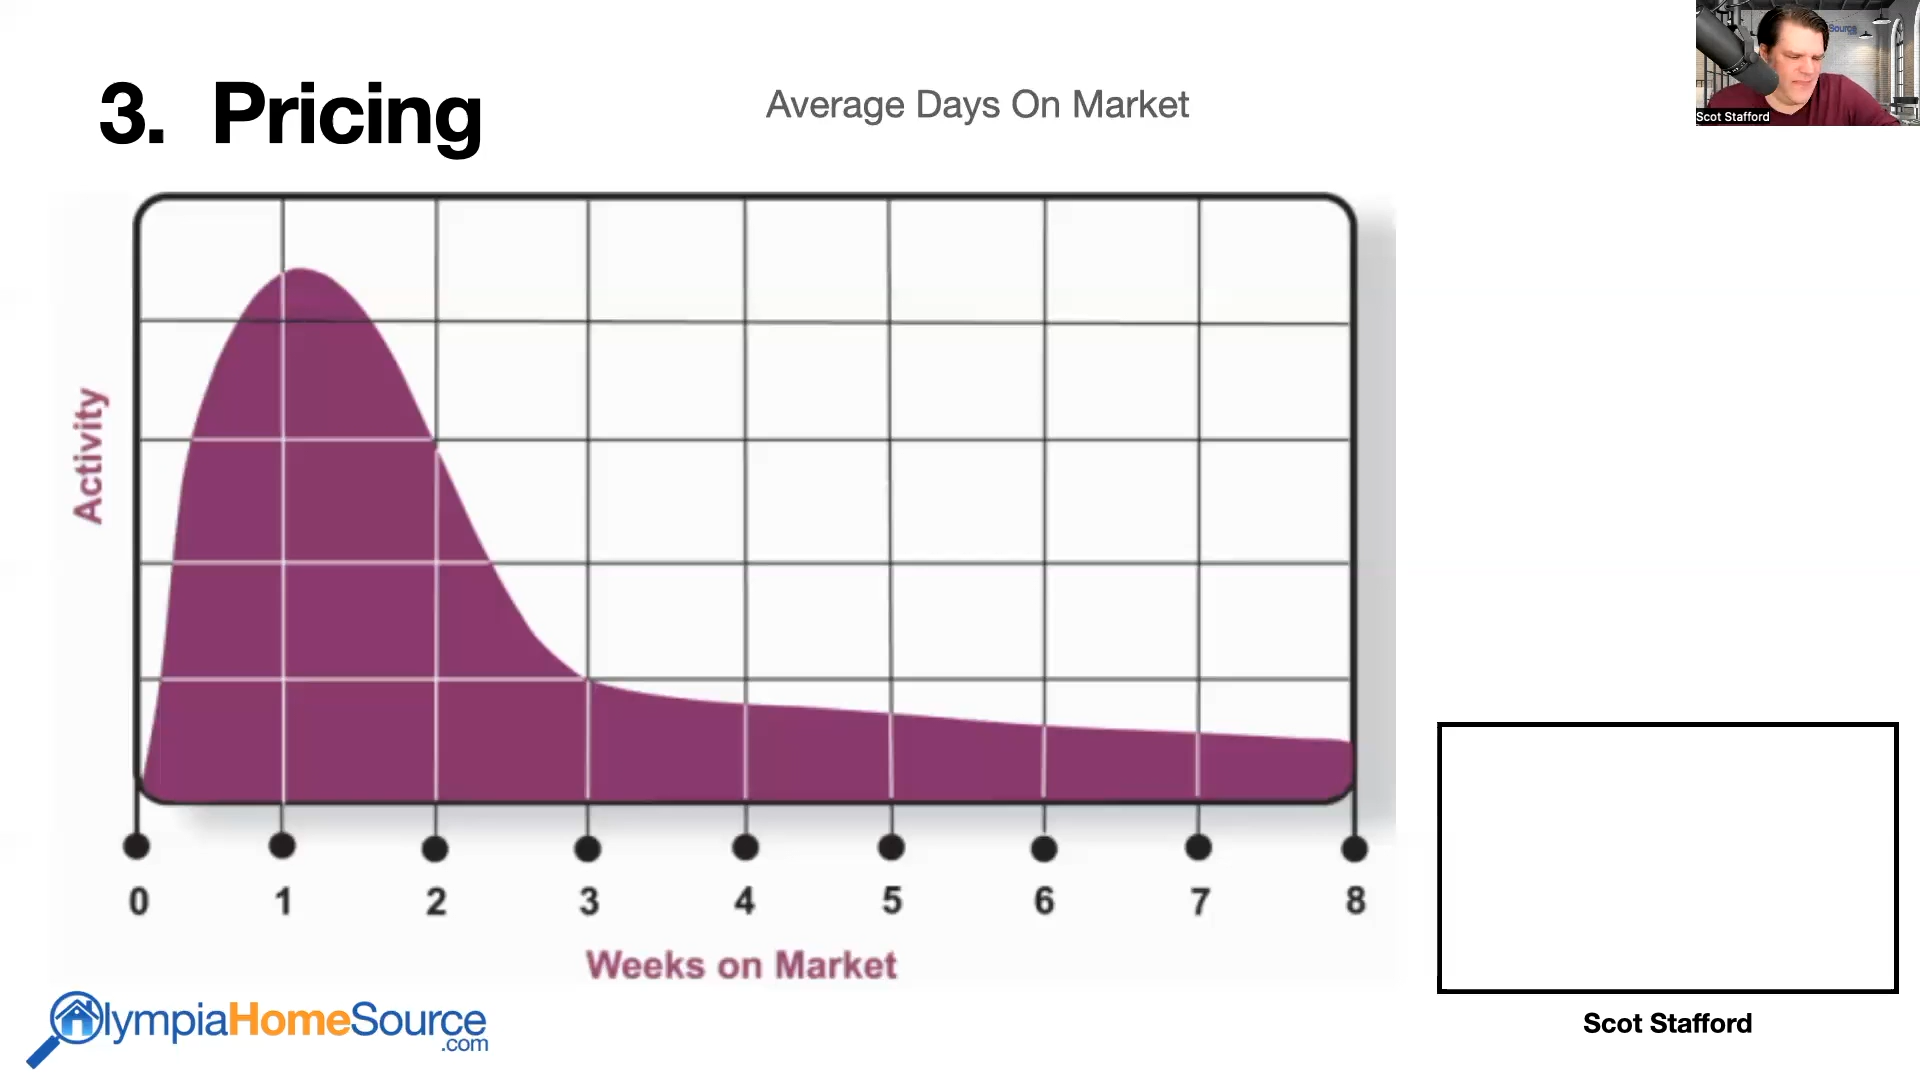 3. Pricing
Average Days On Market
Source
Scot Stafford
Activity
0 1 2 3 4 5 6 7 8
Weeks on Market
OlympiaHomeSource
.com
Scot Stafford